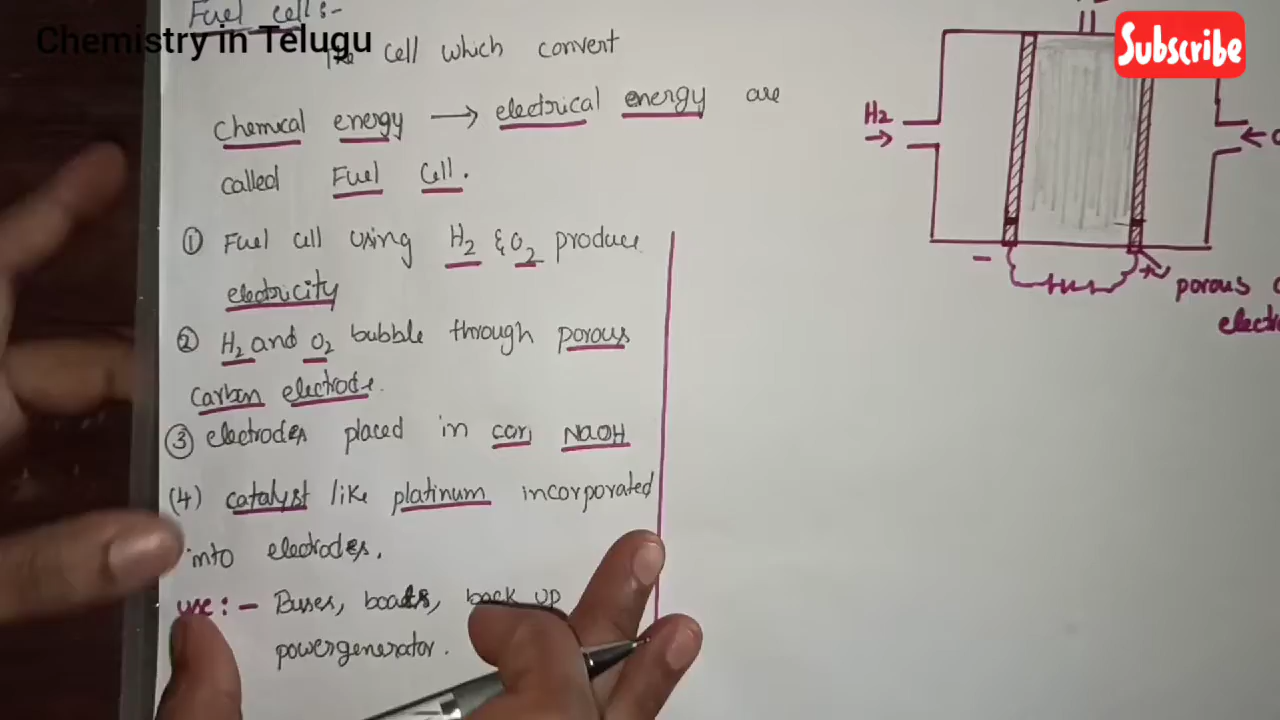 Fuel cells:-
Chemistry in Telugu
The cell which convert
Chemical energy → electrical energy are
called Fuel Cell.
① Fuel cell using H2 & O2 produce
electricity
② H2 and O2 bubble through porous
carbon electrode.
③ electrodes placed in con NaOH
(4) catalyst like platinum incorporated
into electrodes.
use:- Buses, boats, back up
powergenerator.
Subscribe
H2
-
+
porous